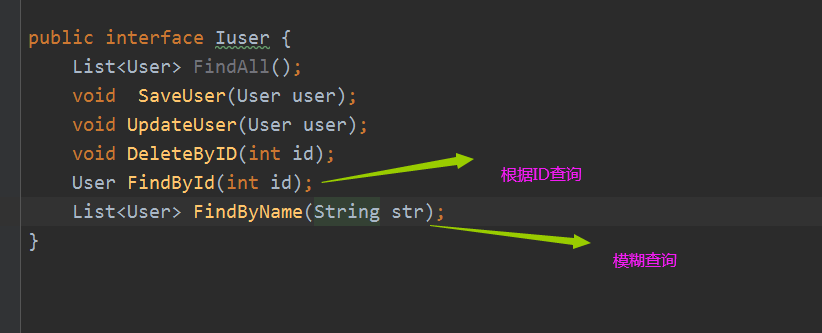 public interface Iuser {
List<User> FindAll();
void  SaveUser(User user);
void UpdateUser(User user);
void DeleteByID(int id);
User FindById(int id);
根据ID查询
List<User> FindByName(String str);
模糊查询
}